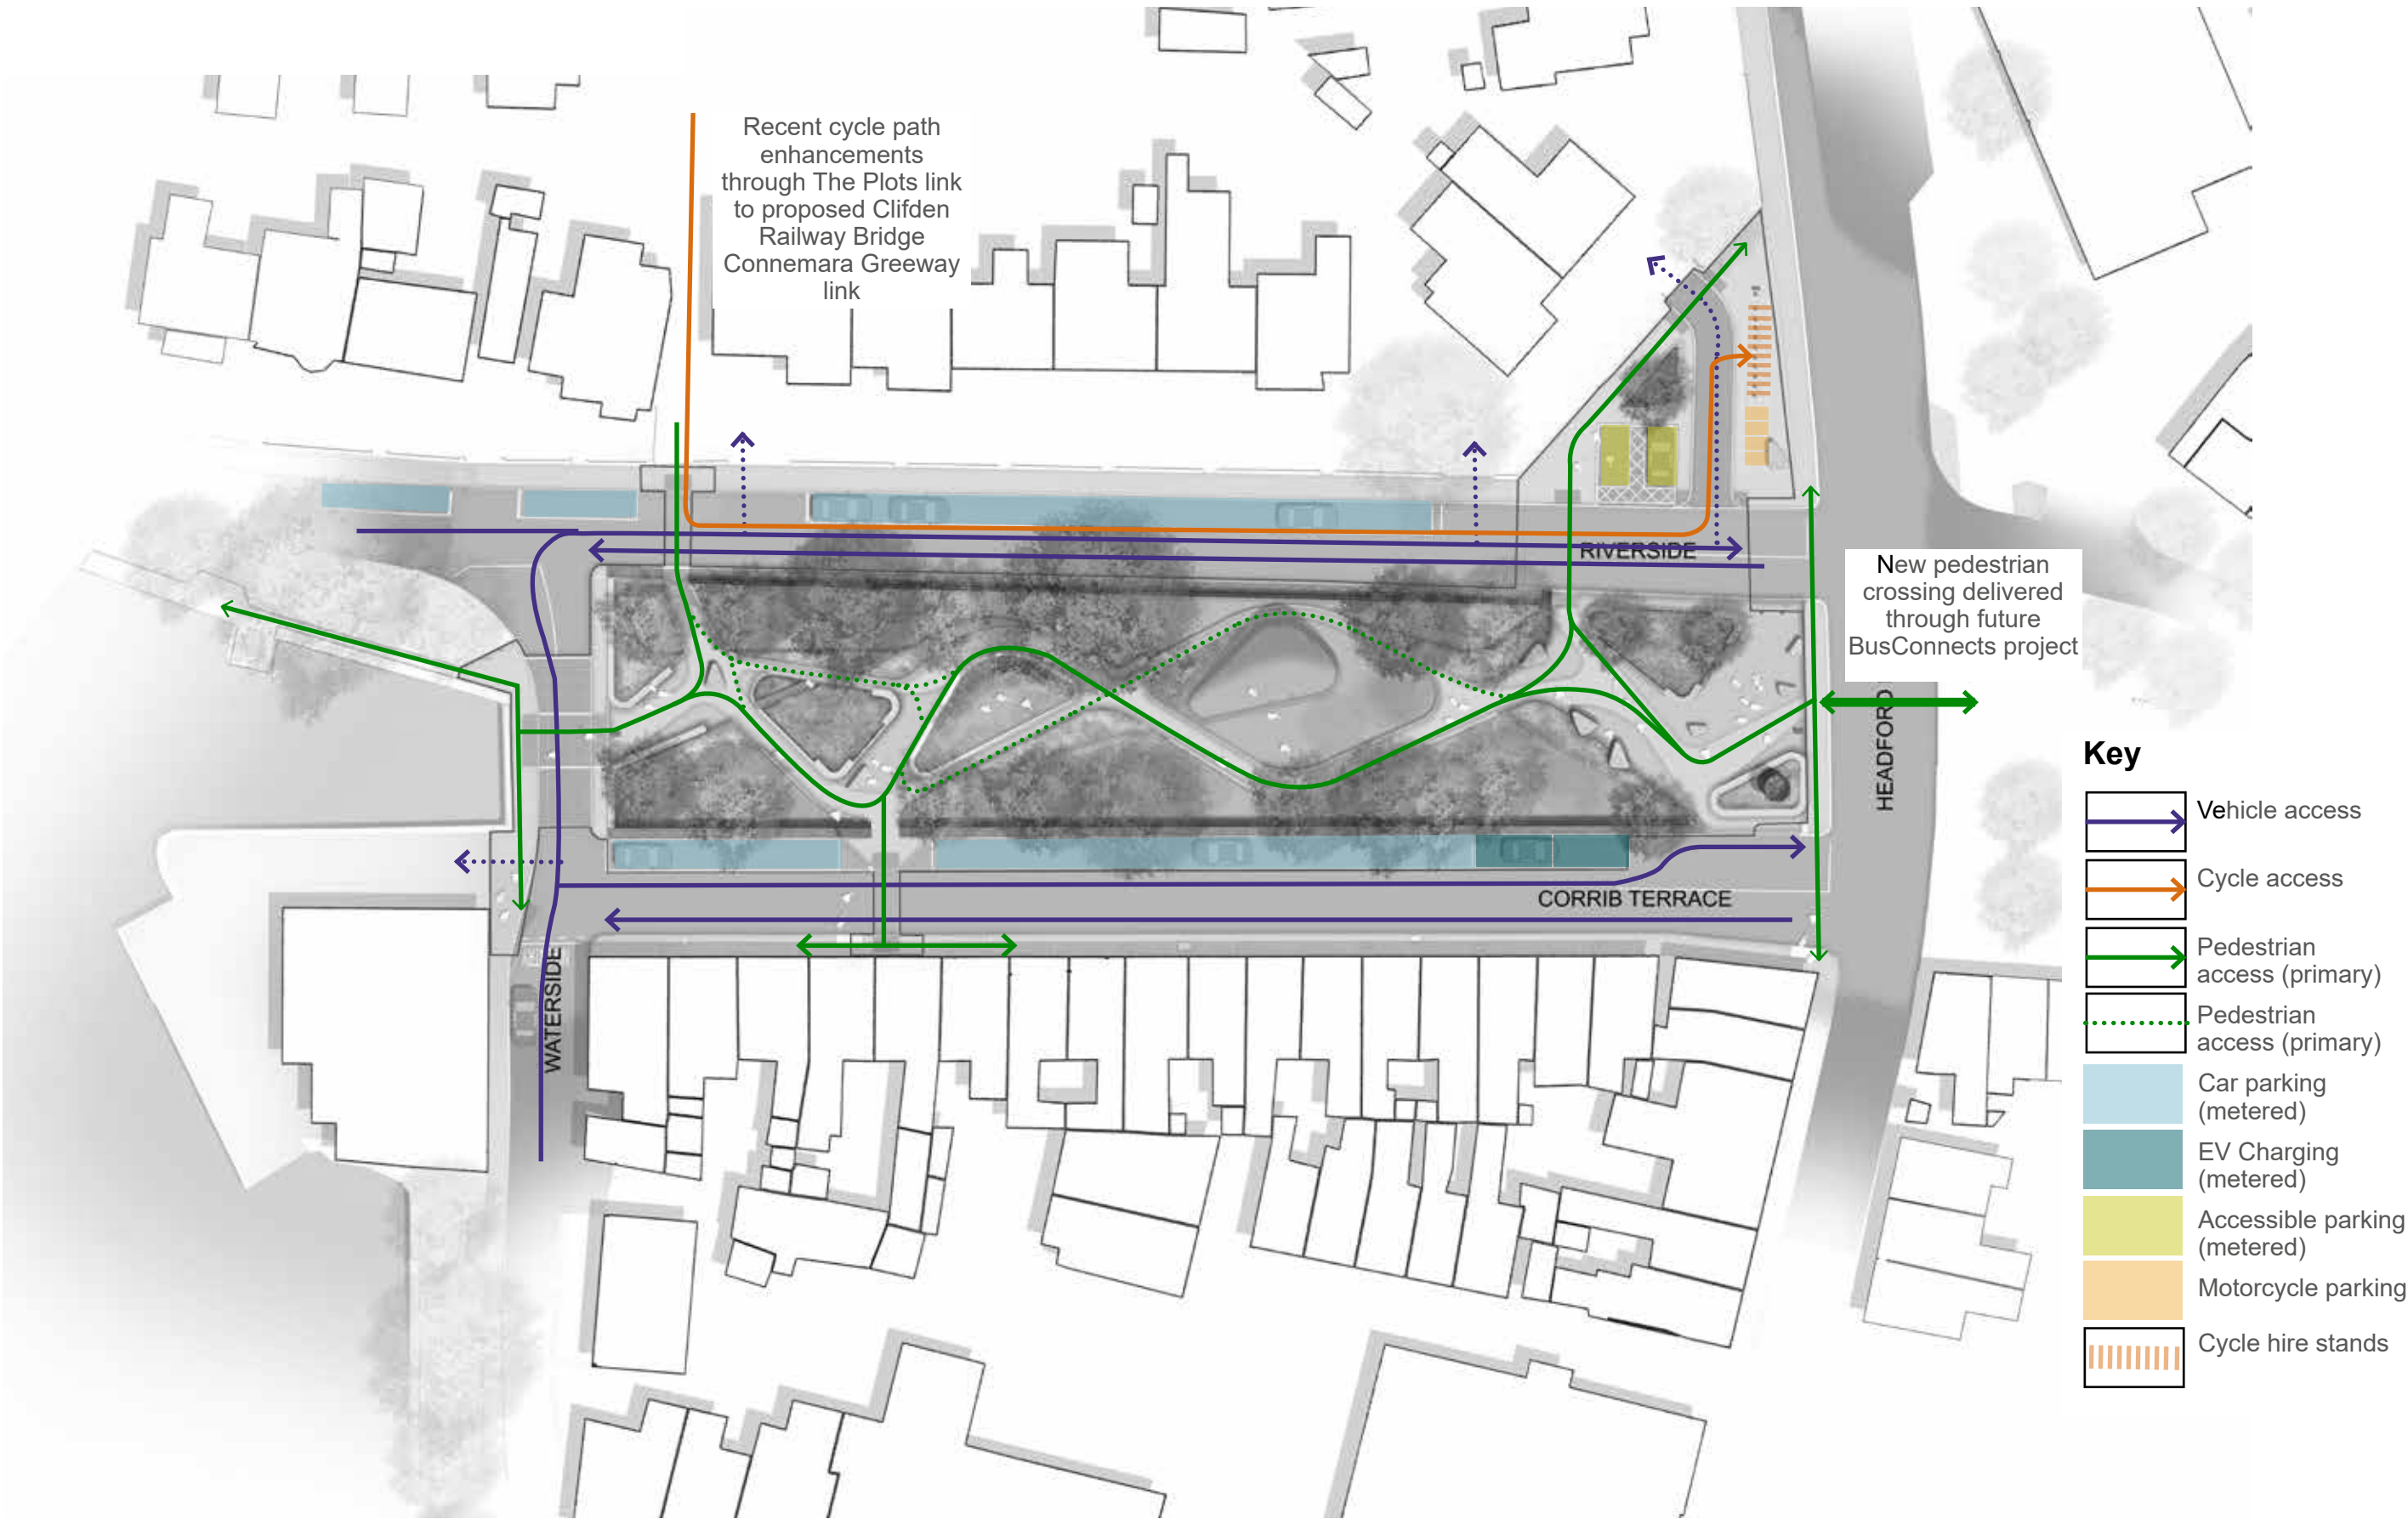 Recent cycle path
enhancements
through The Plots link
to proposed Clifden
Railway Bridge
Connemara Greeway
link
RIVERSIDE
New pedestrian
crossing delivered
through future
BusConnects project
HEADFORD
CORRIB TERRACE
WATERSIDE
Key
Vehicle access
Cycle access
Pedestrian
access (primary)
Pedestrian
access (primary)
Car parking
(metered)
EV Charging
(metered)
Accessible parking
(metered)
Motorcycle parking
Cycle hire stands